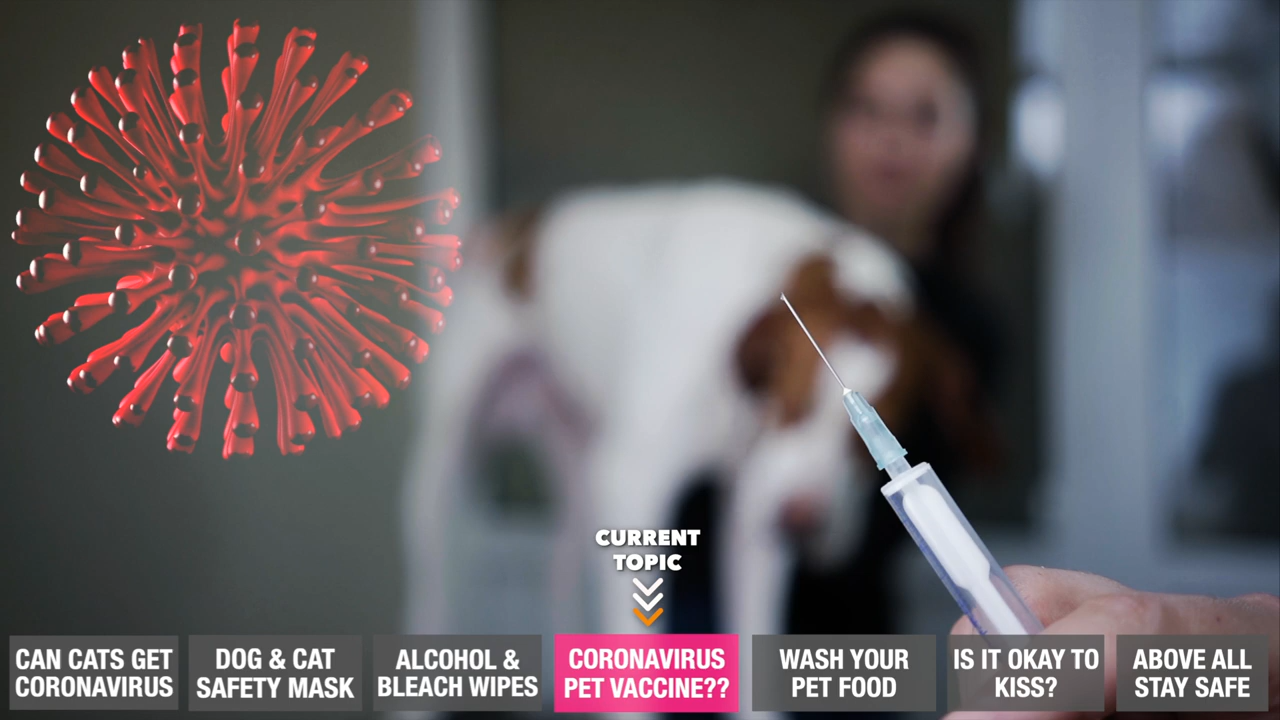 CURRENT
TOPIC
CAN CATS GET
CORONAVIRUS
DOG & CAT
SAFETY MASK
ALCOHOL &
BLEACH WIPES
CORONAVIRUS
PET VACCINE??
WASH YOUR
PET FOOD
IS IT OKAY TO
KISS?
ABOVE ALL
STAY SAFE